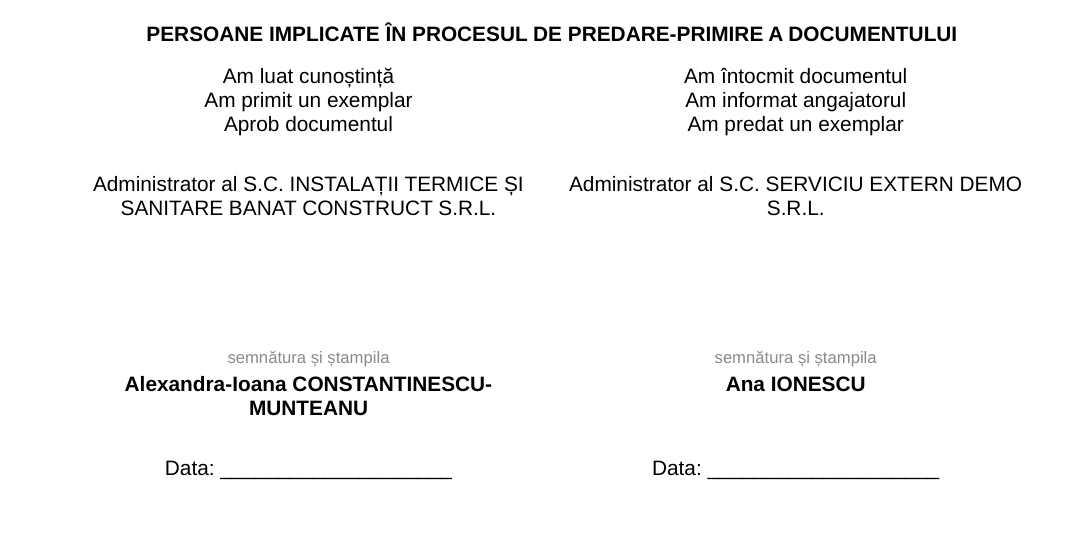 PERSOANE IMPLICATE ÎN PROCESUL DE PREDARE-PRIMIRE A DOCUMENTULUI
Am luat cunoștință
Am primit un exemplar
Aprob documentul
Administrator al S.C. INSTALAȚII TERMICE ȘI
SANITARE BANAT CONSTRUCT S.R.L.
semnătura și ștampila
Alexandra-Ioana CONSTANTINESCU-
MUNTEANU
Data: ____________________
Am întocmit documentul
Am informat angajatorul
Am predat un exemplar
Administrator al S.C. SERVICIU EXTERN DEMO
S.R.L.
semnătura și ștampila
Ana IONESCU
Data: ____________________